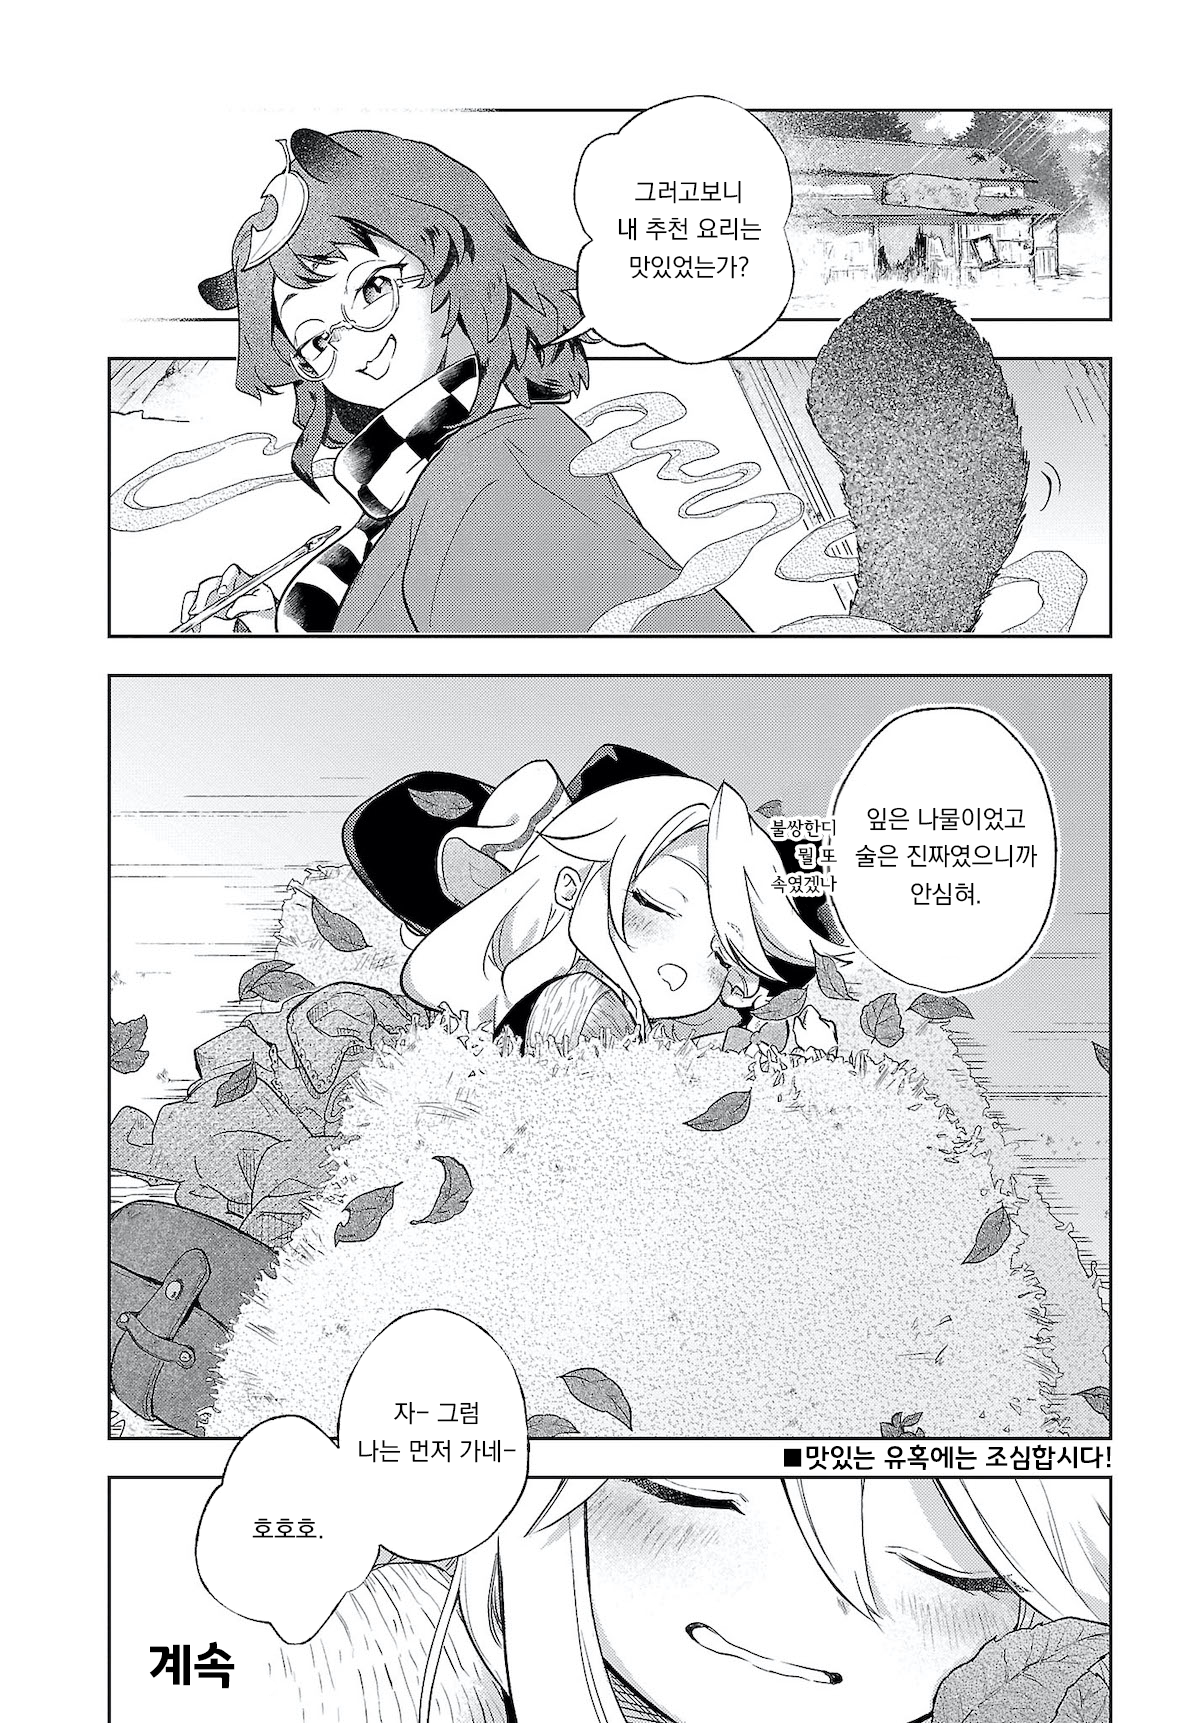 그러고보니
내 추천 요리는
맛있었는가?
잎은 나물이었고
술은 진짜였으니까
안심혀.
불쌍한디
뭘 또
속였겠나
자- 그럼
나는 먼저 가네-
호호호.
■맛있는 유혹에는 조심합시다!
계속